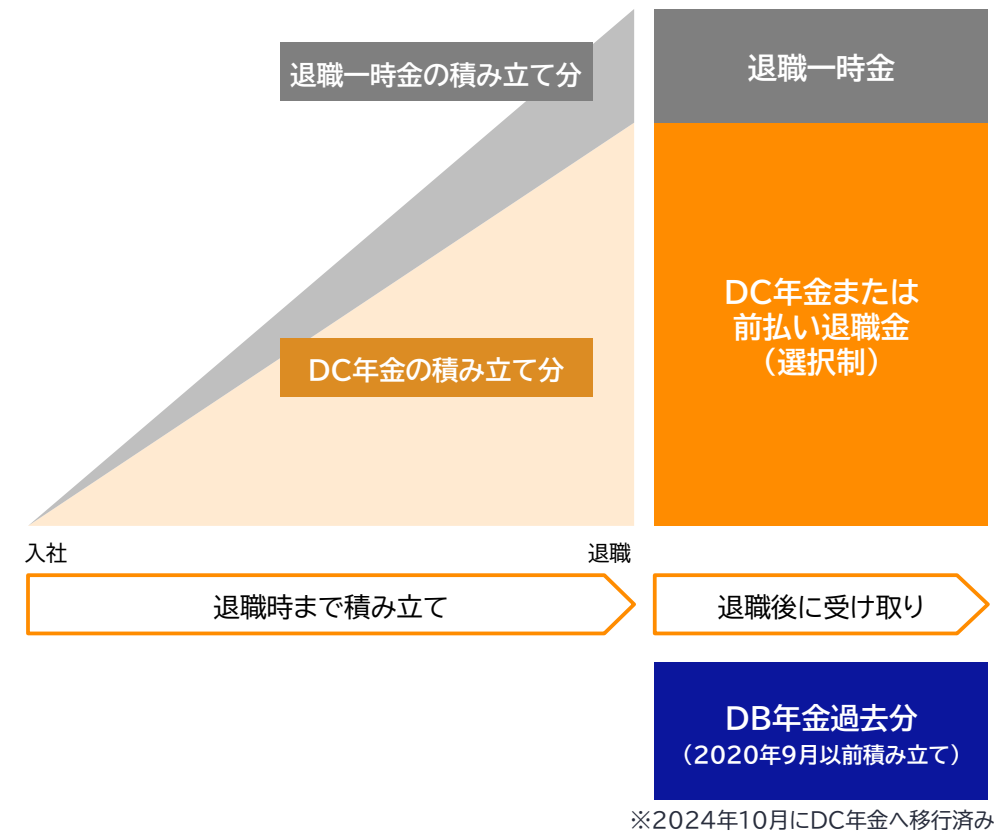 退職一時金の積み立て分
退職一時金
DC年金または
前払い退職金
（選択制）
DC年金の積み立て分
入社
退職
退職時まで積み立て
退職後に受け取り
DB年金過去分
（2020年9月以前積み立て）
※2024年10月にDC年金へ移行済み